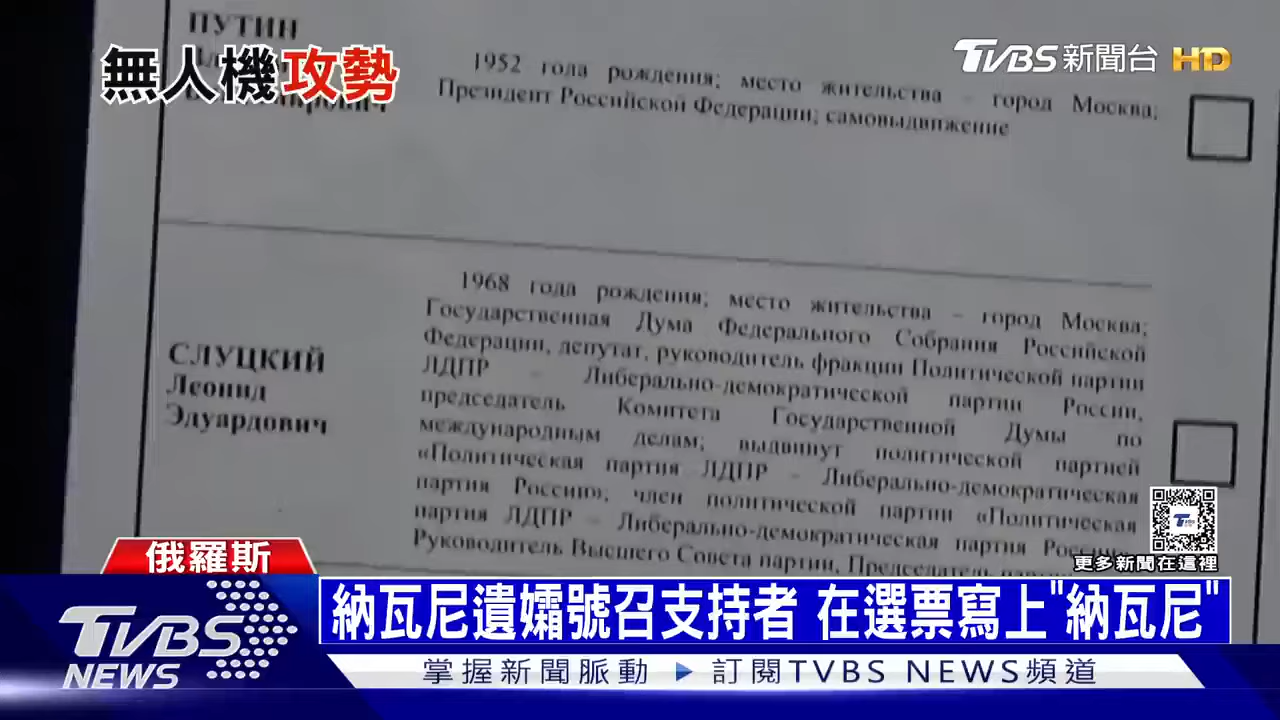 ПУТИН
無人機攻勢
TVBS新聞台 HD
1952 года рождения; место жительства – город Москва;
Президент Российской Федерации; самовыдвижение
СЛУЦКИЙ
Леонид
Эдуардович
1968 года рождения; место жительства – город Москва;
Государственная Дума Федерального Собрания Российской
Федерации, депутат, руководитель фракции Политической партии
ЛДПР – Либерально-демократической партии России,
председатель Комитета Государственной Думы по
международным делам; выдвинут политической партией
«Политическая партия ЛДПР – Либерально-демократическая
партия России»; член политической партии «Политическая
партия ЛДПР – Либерально-демократическая партия
Руководитель Высшего Совета партии, Председатель
TVBS
更多新聞在這裡
俄羅斯
納瓦尼遺孀號召支持者 在選票寫上"納瓦尼"
TVBS
NEWS
掌握新聞脈動 ▶ 訂閱TVBS NEWS頻道